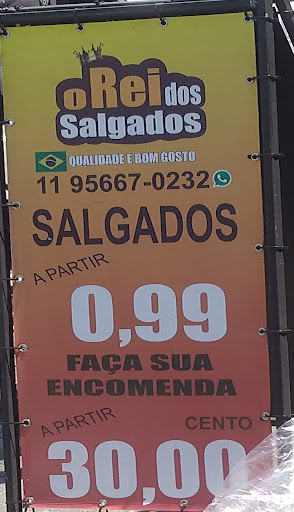 o Rei dos
Salgados
QUALIDADE E BOM GOSTO
11 95667-0232
SALGADOS
A PARTIR
0,99
FAÇA SUA
ENCOMENDA
A PARTIR
CENTO
30,00